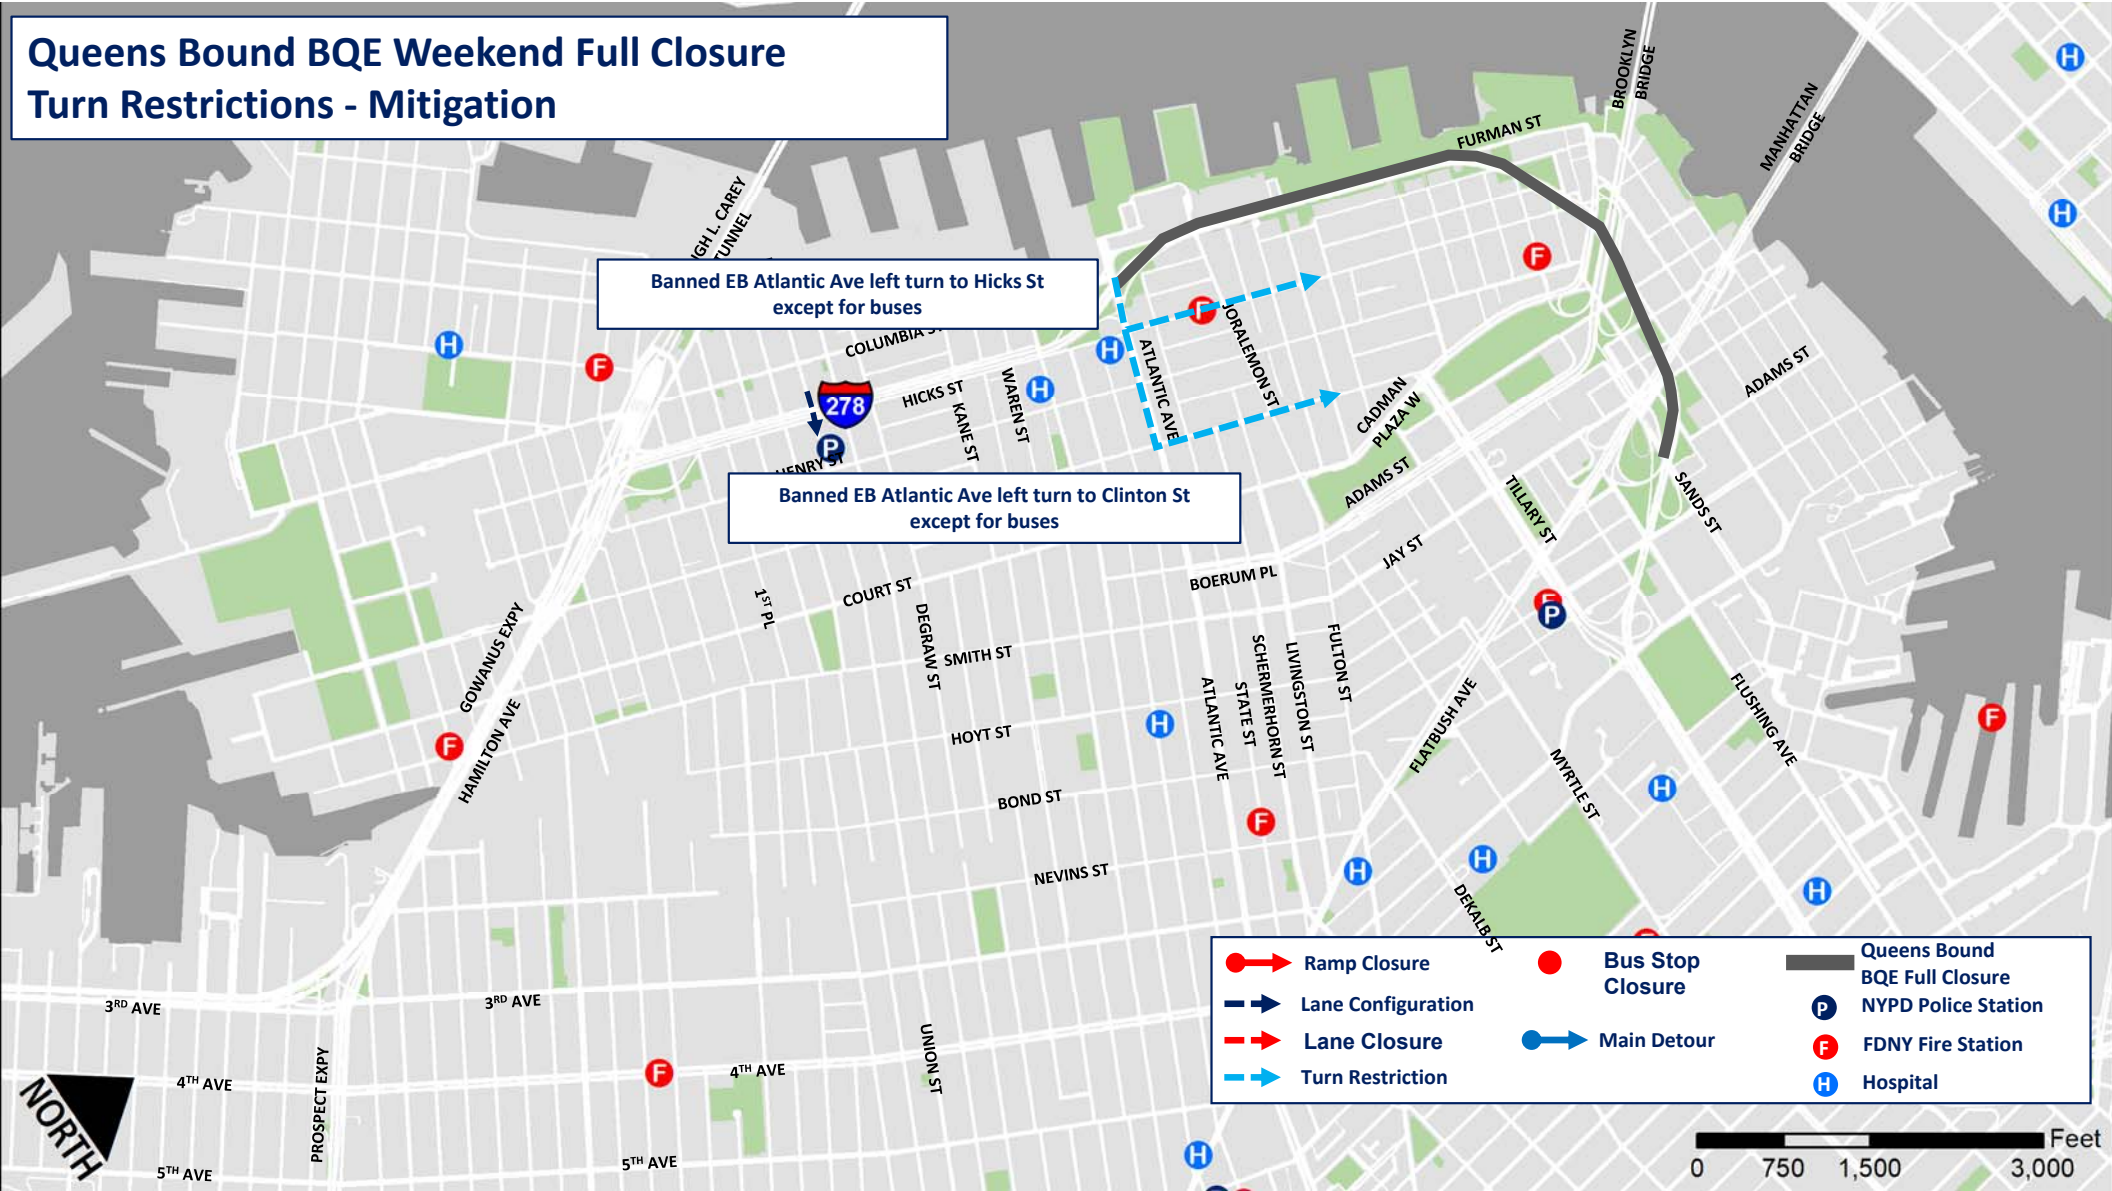 Queens Bound BQE Weekend Full Closure
Turn Restrictions - Mitigation
BROOKLYN
BRIDGE
MANHATTAN
BRIDGE
FURMAN ST
L. CAREY
TUNNEL
Banned EB Atlantic Ave left turn to Hicks St
except for buses
COLUMBIA ST
278
HICKS ST
KANE ST
WAREN ST
ATLANTIC AVE
JORALEMON ST
CADMAN
PLAZA W
ADAMS ST
ADAMS ST
HENRY ST
Banned EB Atlantic Ave left turn to Clinton St
except for buses
TILLARY ST
SANDS ST
JAY ST
BOERUM PL
1ST PL
COURT ST
DEGRAW ST
SMITH ST
GOWANUS EXPY
HAMILTON AVE
HOYT ST
ATLANTIC AVE
STATE ST
SCHERMERHORN ST
LIVINGSTON ST
FULTON ST
FLATBUSH AVE
FLUSHING AVE
MYRTLE ST
BOND ST
NEVINS ST
DEKALB ST
3RD AVE
3RD AVE
UNION ST
4TH AVE
4TH AVE
PROSPECT EXPY
5TH AVE
5TH AVE
NORTH
Ramp Closure
Lane Configuration
Lane Closure
Turn Restriction
Bus Stop
Closure
Main Detour
Queens Bound
BQE Full Closure
P NYPD Police Station
F FDNY Fire Station
H Hospital
Feet
0 750 1,500 3,000